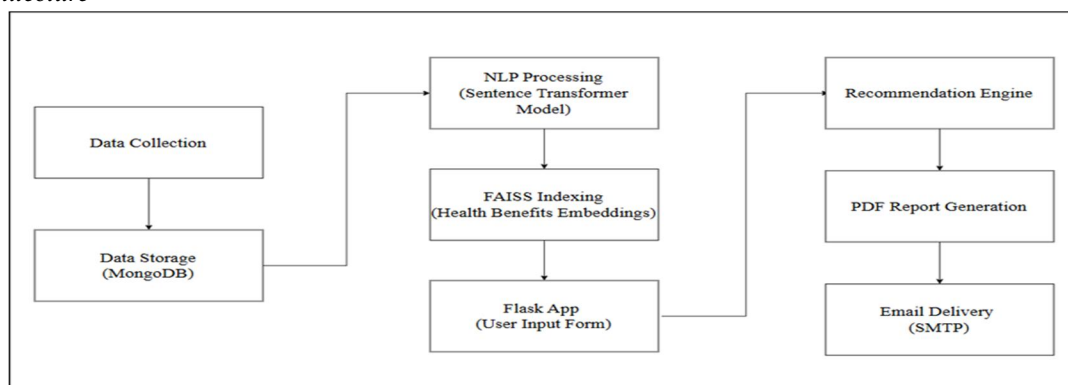 Data Collection
Data Storage
(MongoDB)
NLP Processing
(Sentence Transformer
Model)
FAISS Indexing
(Health Benefits Embeddings)
Flask App
(User Input Form)
Recommendation Engine
PDF Report Generation
Email Delivery
(SMTP)